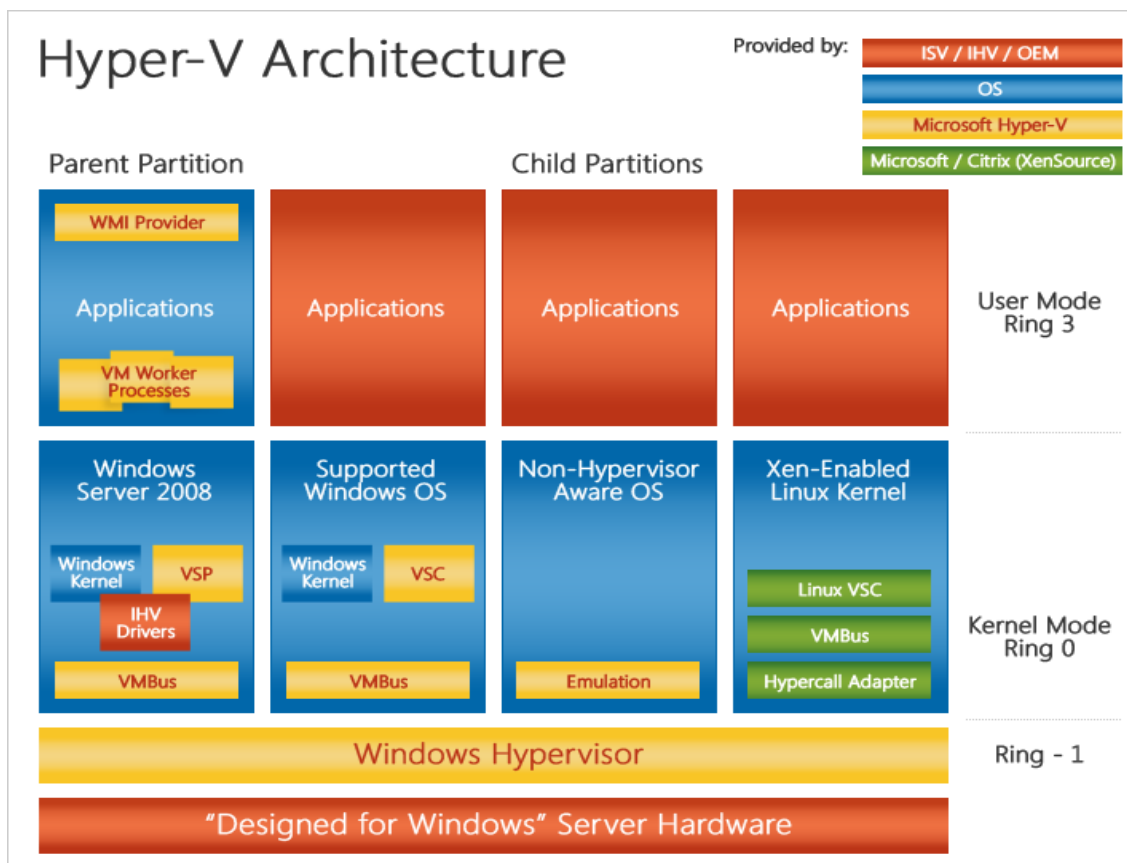 Hyper-V Architecture
Provided by:
ISV / IHV / OEM
OS
Microsoft Hyper-V
Microsoft / Citrix (XenSource)
Parent Partition
Child Partitions
WMI Provider
Applications
VM Worker
Processes
Applications
Applications
Applications
User Mode
Ring 3
Windows
Server 2008
Windows
Kernel
VSP
IHV
Drivers
VMBus
Supported
Windows OS
Windows
Kernel
VSC
VMBus
Non-Hypervisor
Aware OS
Emulation
Xen-Enabled
Linux Kernel
Linux VSC
VMBus
Hypercall Adapter
Kernel Mode
Ring 0
Windows Hypervisor
Ring - 1
"Designed for Windows" Server Hardware